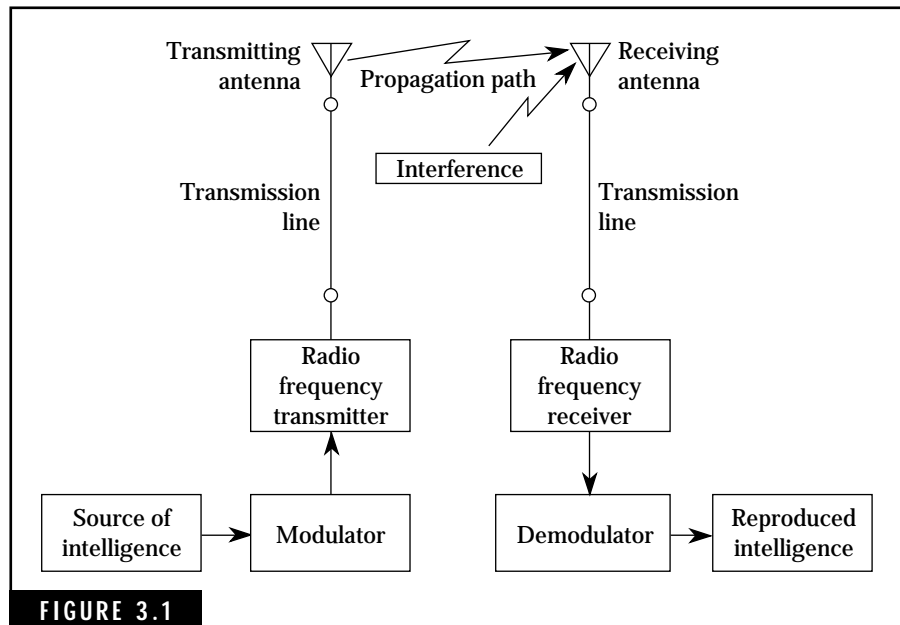 Transmitting
antenna
Propagation path
Receiving
antenna
Interference
Transmission
line
Transmission
line
Radio
frequency
transmitter
Radio
frequency
receiver
Source of
intelligence
Modulator
Demodulator
Reproduced
intelligence
FIGURE 3.1